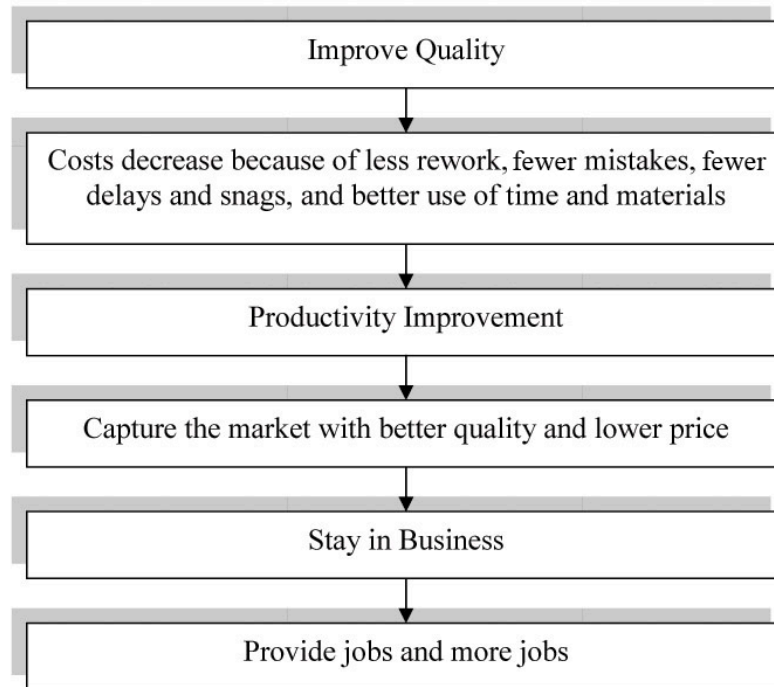 Improve Quality
Costs decrease because of less rework, fewer mistakes, fewer
delays and snags, and better use of time and materials
Productivity Improvement
Capture the market with better quality and lower price
Stay in Business
Provide jobs and more jobs